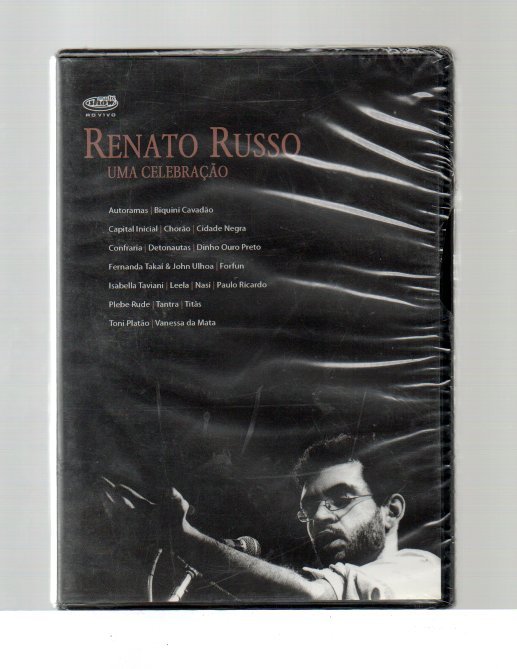 show
AO VIVO
RENATO RUSSO
UMA CELEBRAÇÃO
Autoramas | Biquini Cavadão
Capital Inicial | Chorão | Cidade Negra
Confraria | Detonautas | Dinho Ouro Preto
Fernanda Takai & John Ulhoa | Forfun
Isabella Taviani | Leela | Nasi | Paulo Ricardo
Plebe Rude | Tantra | Titãs
Toni Platão | Vanessa da Mata